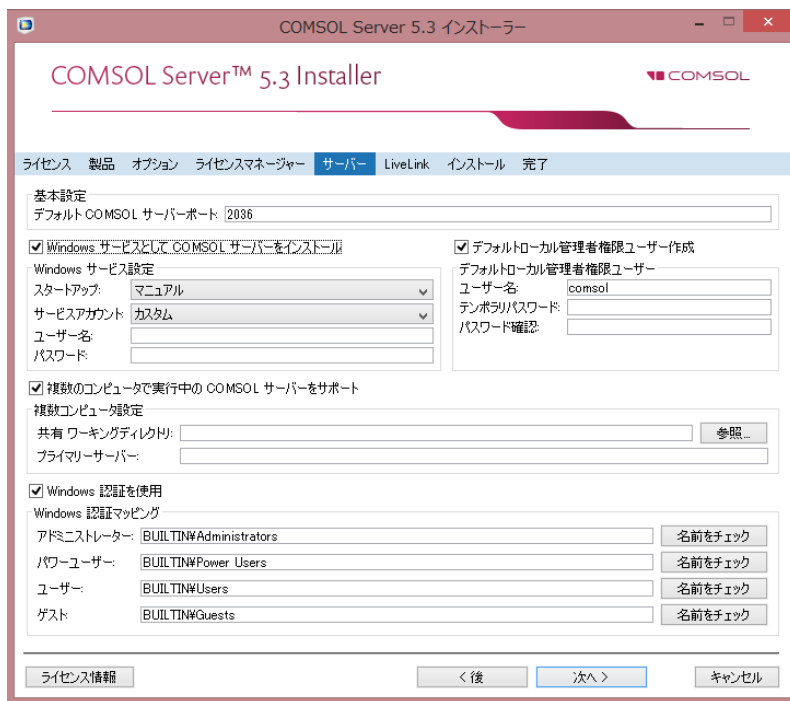 COMSOL Server 5.3 インストーラー
COMSOL Server™ 5.3 Installer
COMSOL
ライセンス 製品 オプション ライセンスマネージャー サーバー LiveLink インストール 完了
基本設定
デフォルト COMSOL サーバーポート: 2036
Windows サービスとして COMSOL サーバーをインストール
Windows サービス設定
スタートアップ: マニュアル
サービスアカウント: カスタム
ユーザー名:
パスワード:
デフォルトローカル管理者権限ユーザー作成
デフォルトローカル管理者権限ユーザー
ユーザー名: comsol
テンポラリパスワード:
パスワード確認:
複数のコンピュータで実行中の COMSOL サーバーをサポート
複数コンピュータ設定
共有 ワーキングディレクトリ: 参照...
プライマリーサーバー:
Windows 認証を使用
Windows 認証マッピング
アドミニストレーター: BUILTIN¥Administrators 名前をチェック
パワーユーザー: BUILTIN¥Power Users 名前をチェック
ユーザー: BUILTIN¥Users 名前をチェック
ゲスト: BUILTIN¥Guests 名前をチェック
ライセンス情報 < 後 次へ > キャンセル